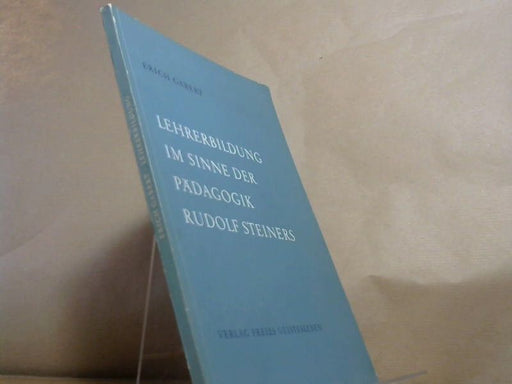 ERICH GABERT
LEHRERBILDUNG
IM SINNE DER
PÄDAGOGIK
RUDOLF STEINERS
VERLAG FREIES GEISTESLEBEN